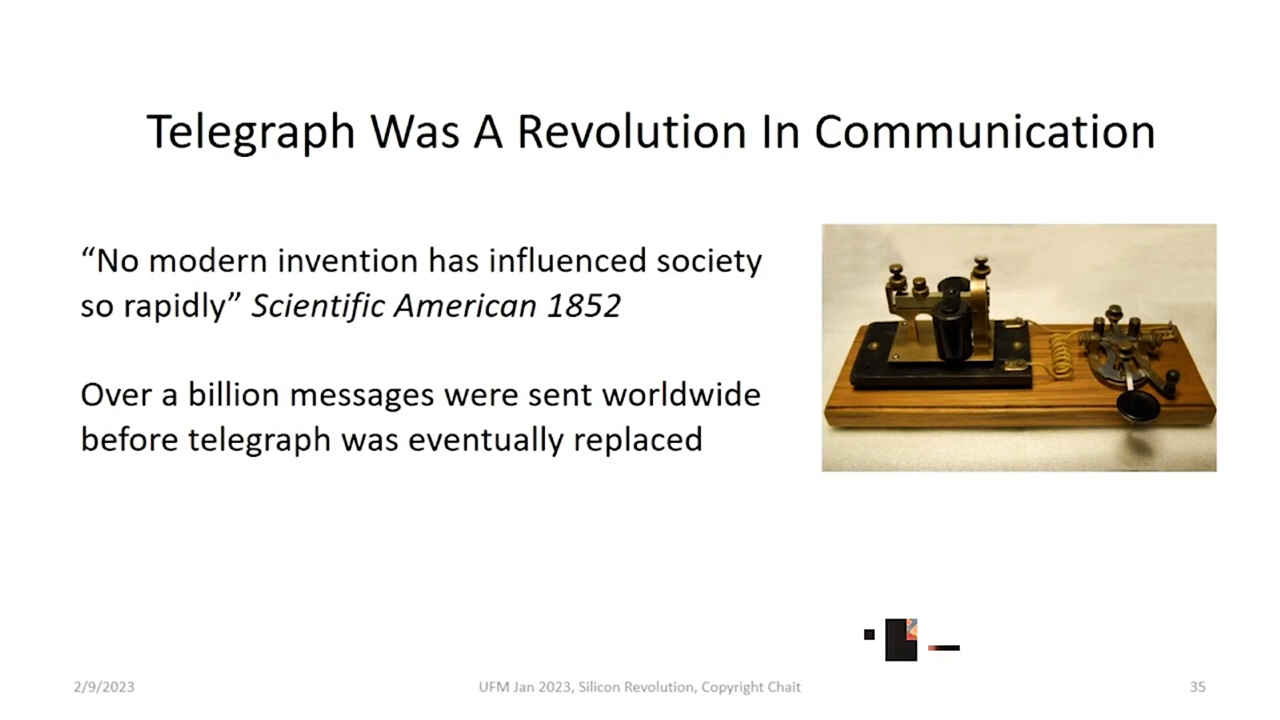 Telegraph Was A Revolution In Communication
“No modern invention has influenced society
so rapidly” Scientific American 1852
Over a billion messages were sent worldwide
before telegraph was eventually replaced
2/9/2023
UFM Jan 2023, Silicon Revolution, Copyright Chait
35